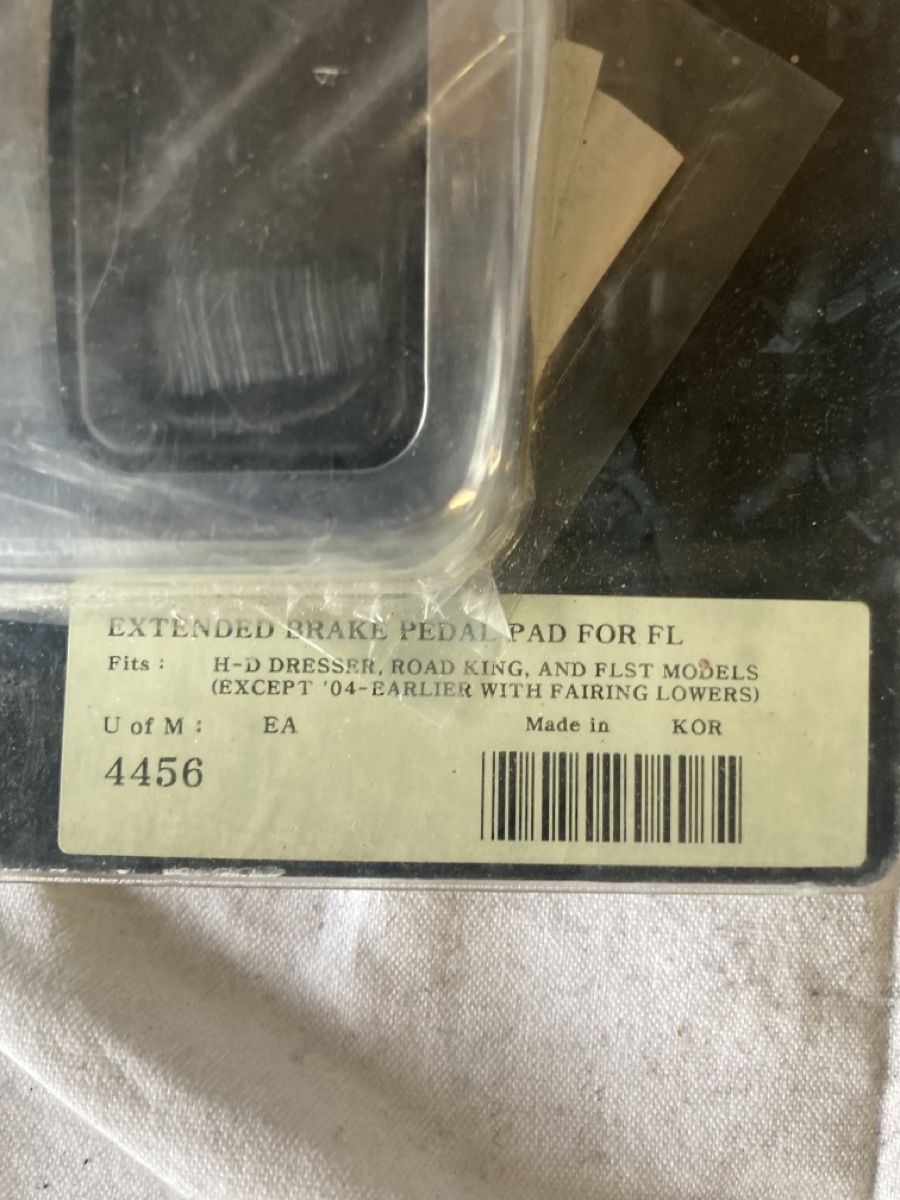 EXTENDED BRAKE PEDAL PAD FOR FL
Fits : H-D DRESSER, ROAD KING, AND FLST MODELS
(EXCEPT '04-EARLIER WITH FAIRING LOWERS)
U of M : EA Made in KOR
4456